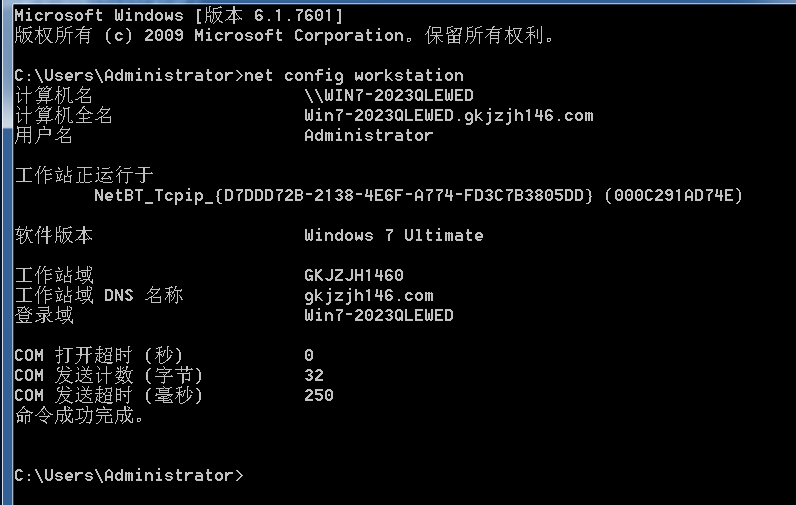 Microsoft Windows [版本 6.1.7601]
版权所有 (c) 2009 Microsoft Corporation。保留所有权利。
C:\Users\Administrator>net config workstation
计算机名 \\WIN7-2023QLEWED
计算机全名 Win7-2023QLEWED.gkjzjh146.com
用户名 Administrator
工作站正运行于
NetBT_Tcpip_{D7DDD72B-2138-4E6F-A774-FD3C7B3805DD} (000C291AD74E)
软件版本 Windows 7 Ultimate
工作站域 GKJZJH1460
工作站域 DNS 名称 gkjzjh146.com
登录域 Win7-2023QLEWED
COM 打开超时 (秒) 0
COM 发送计数 (字节) 32
COM 发送超时 (毫秒) 250
命令成功完成。
C:\Users\Administrator>